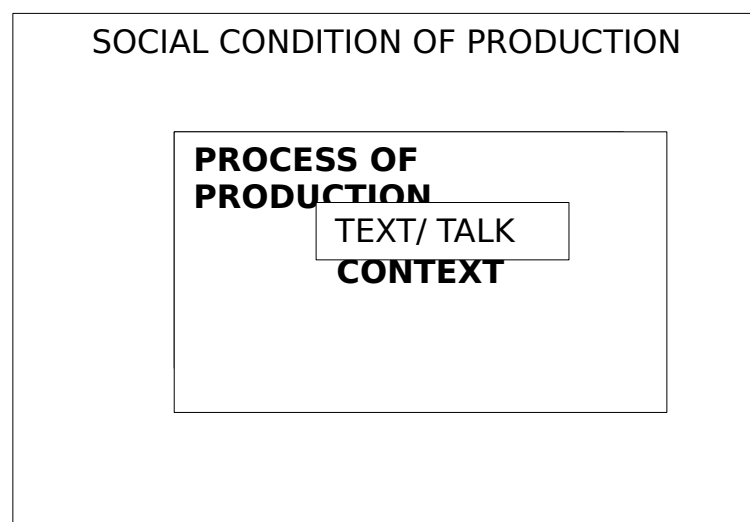 SOCIAL CONDITION OF PRODUCTION
PROCESS OF
PRODUCTION
TEXT/ TALK
CONTEXT